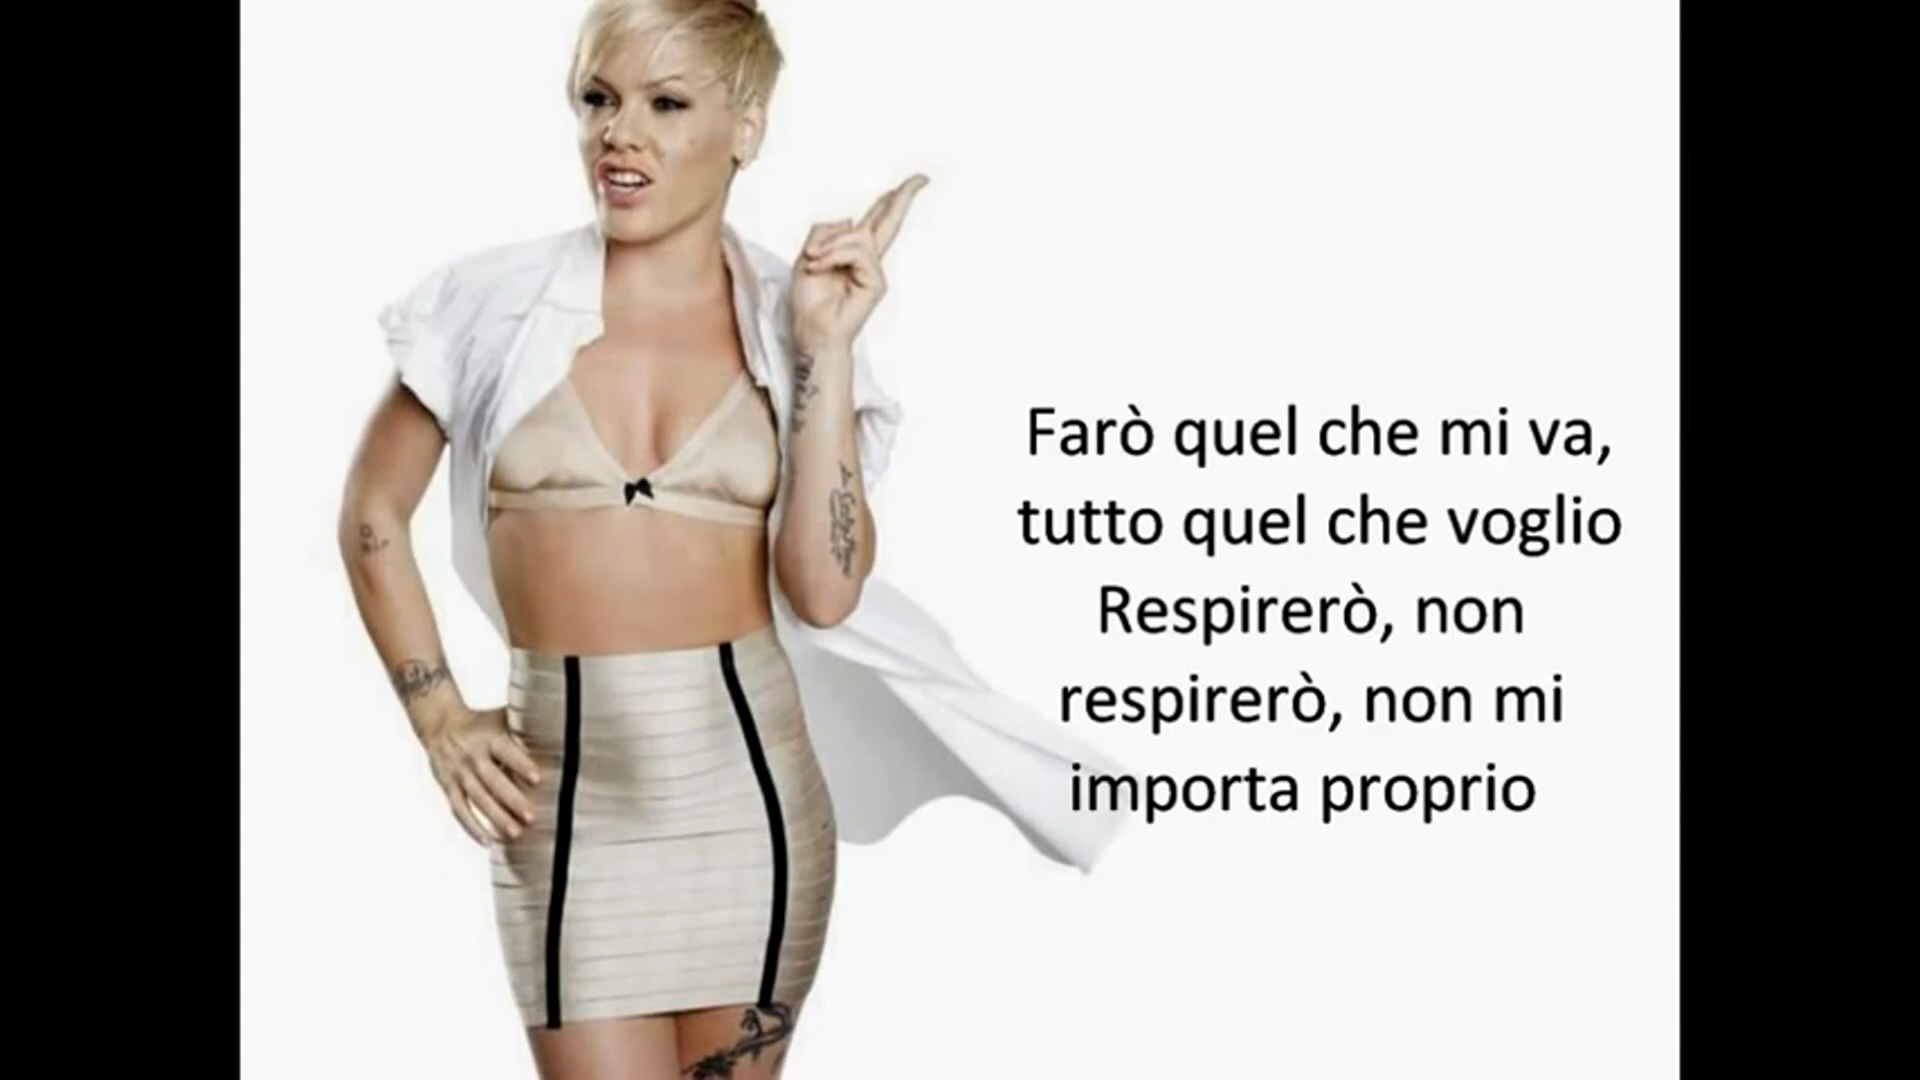 Farò quel che mi va,
tutto quel che voglio
Respirerò, non
respirerò, non mi
importa proprio